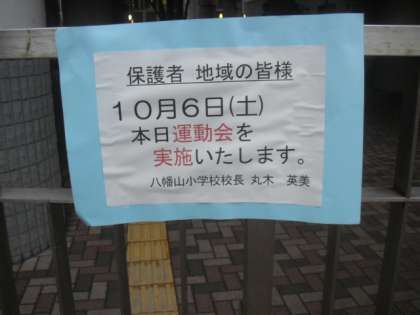 保護者 地域の皆様
10月6日(土)
本日運動会を
実施いたします。
八幡山小学校校長 丸木 英美